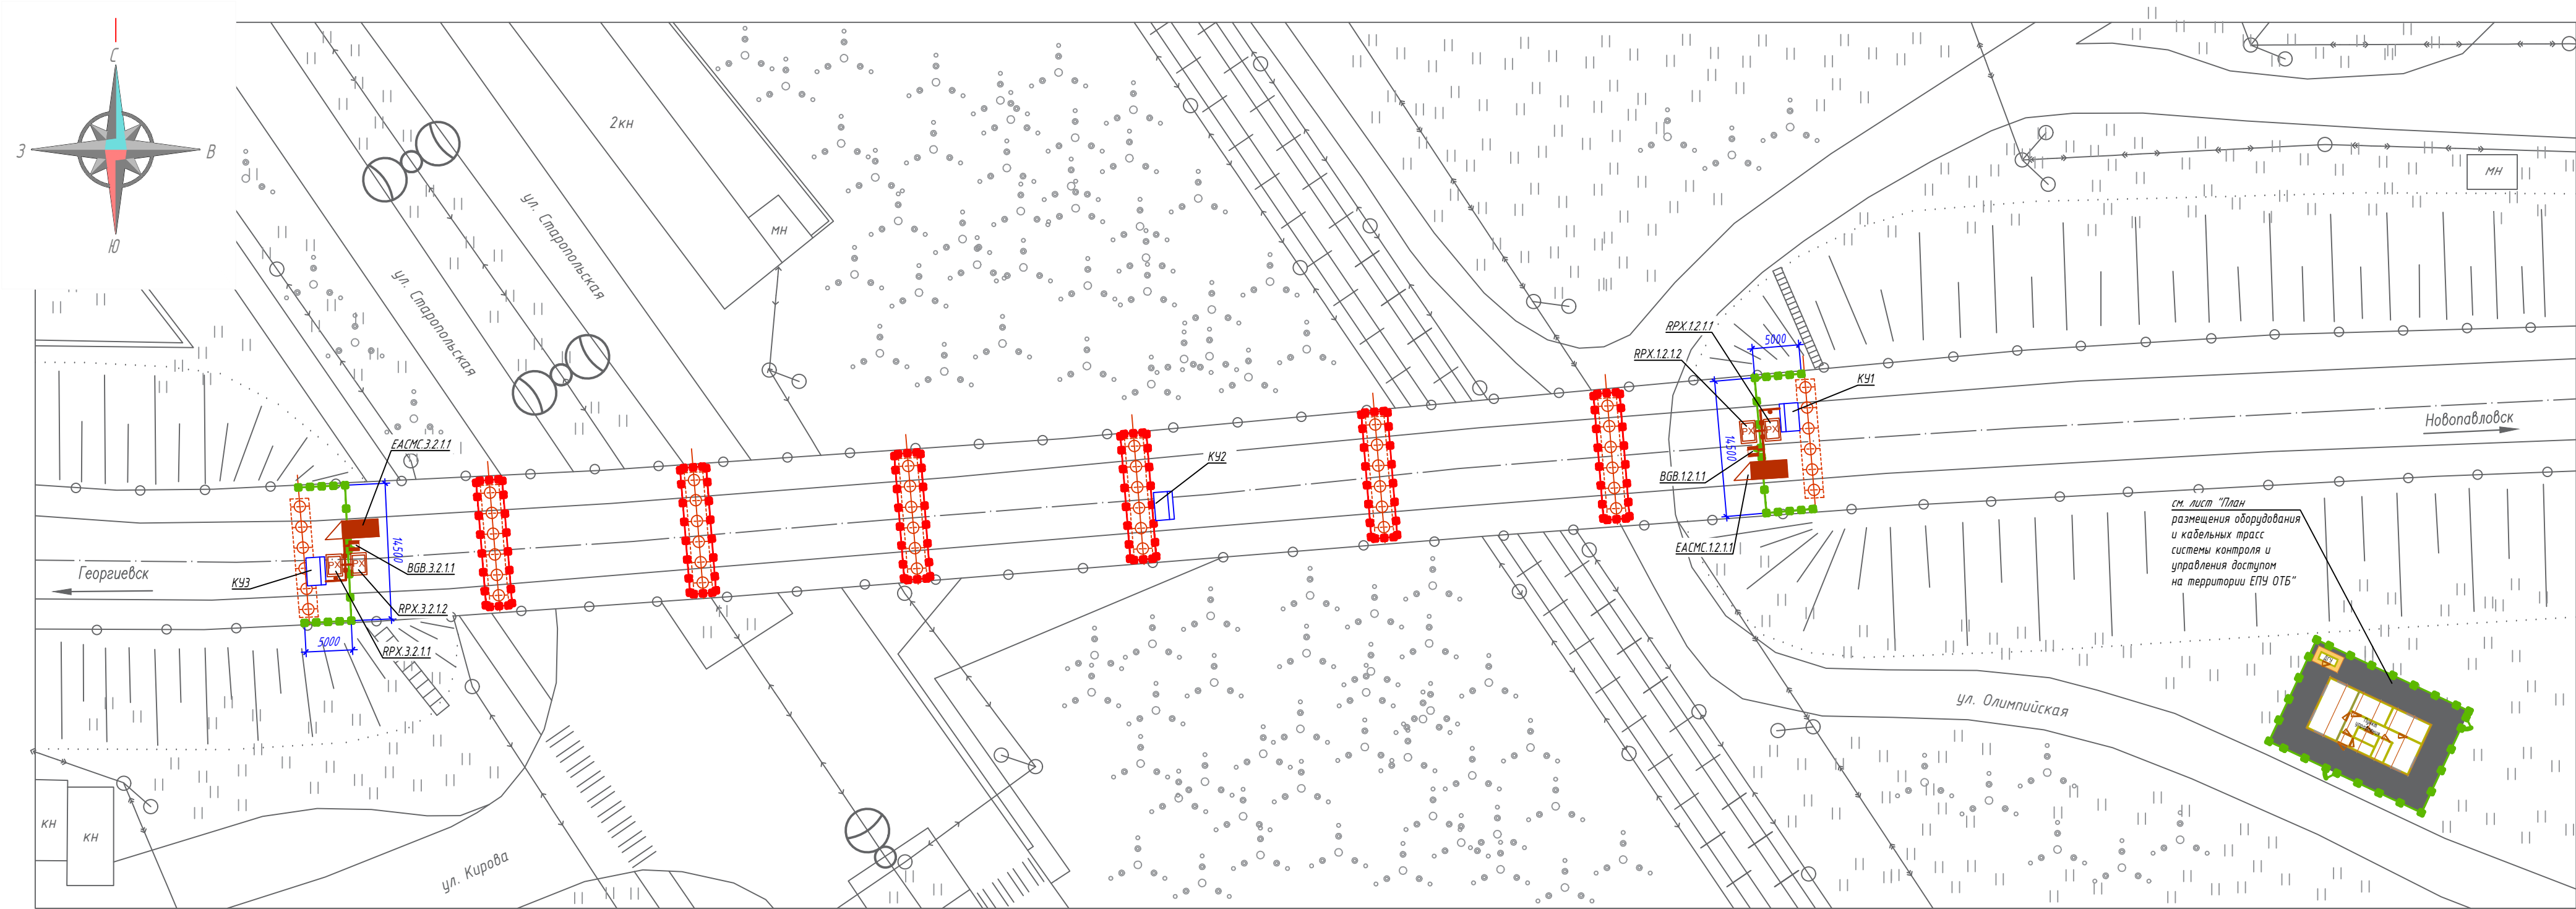 С
З
В
Ю
2кн
мн
ул. Старопольская
ул. Старопольская
мн
RPX.1.2.1.1
5000
RPX.1.2.1.2
КУ1
Новопавловск
14500
PX
PX
BGB.1.2.1.1
EACMC.1.2.1.1
КУ2
EACMC.3.2.1.1
14500
Георгиевск
PX
PX
BGB.3.2.1.1
КУ3
RPX.3.2.1.2
5000
RPX.3.2.1.1
см. лист "План
размещения оборудования
и кабельных трасс
системы контроля и
управления доступом
на территории ЕПУ ОТБ"
ул. Олимпийская
кн
кн
ул. Кирова